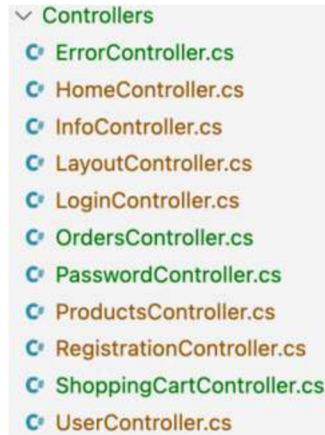 Controllers
C# ErrorController.cs
C# HomeController.cs
C# InfoController.cs
C# LayoutController.cs
C# LoginController.cs
C# OrdersController.cs
C# PasswordController.cs
C# ProductsController.cs
C# RegistrationController.cs
C# ShoppingCartController.cs
C# UserController.cs